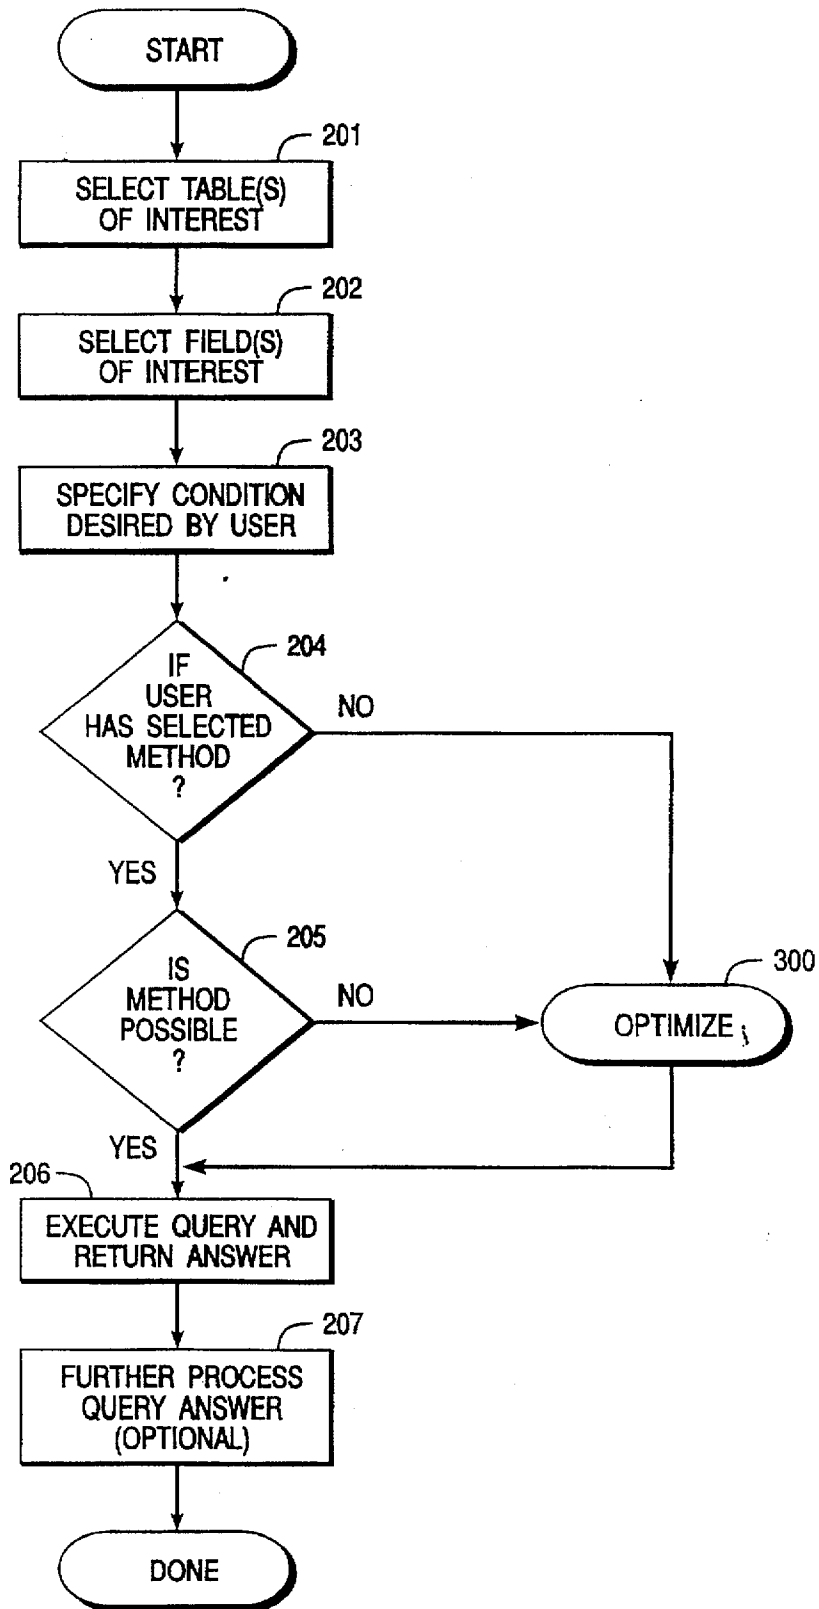 START
201
SELECT TABLE(S)
OF INTEREST
202
SELECT FIELD(S)
OF INTEREST
203
SPECIFY CONDITION
DESIRED BY USER
204
IF
USER
HAS SELECTED
METHOD
?
NO
YES
205
IS
METHOD
POSSIBLE
?
NO
300
OPTIMIZE
YES
206
EXECUTE QUERY AND
RETURN ANSWER
207
FURTHER PROCESS
QUERY ANSWER
(OPTIONAL)
DONE